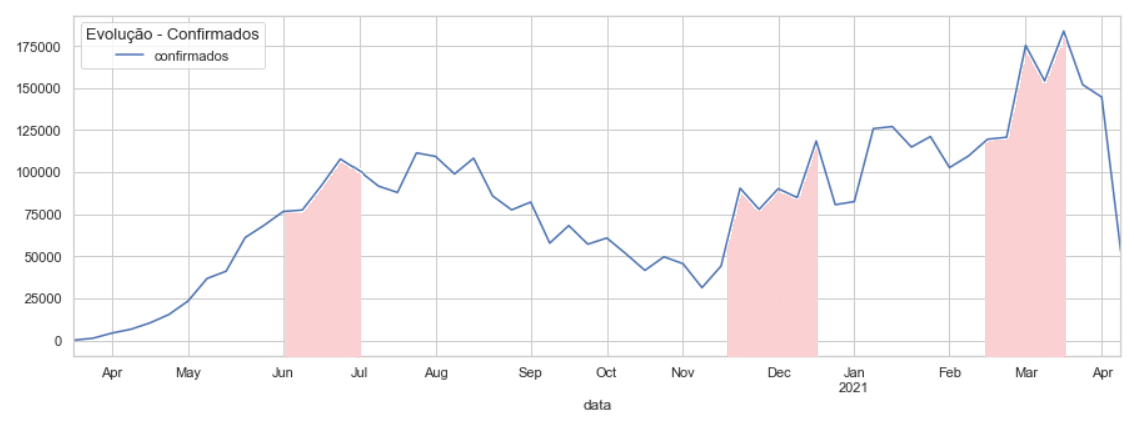 Evolução - Confirmados
confirmados
175000
150000
125000
100000
75000
50000
25000
0
Apr May Jun Jul Aug Sep Oct Nov Dec Jan Feb Mar Apr
2021
data